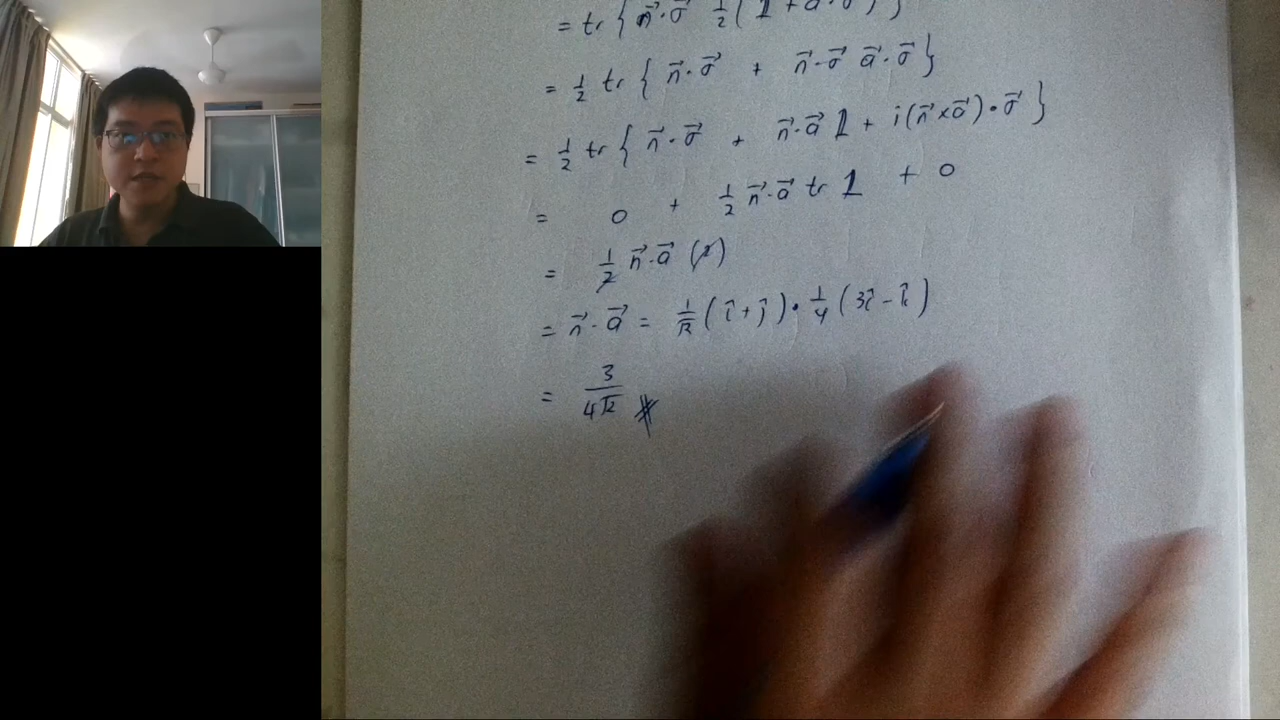 = tr { n⃗·σ⃗ ½(𝟙 + a⃗·σ⃗) }
= ½ tr { n⃗·σ⃗ + n⃗·σ⃗ a⃗·σ⃗ }
= ½ tr { n⃗·σ⃗ + n⃗·a⃗ 𝟙 + i(n⃗×a⃗)·σ⃗ }
= 0 + ½ n⃗·a⃗ tr 𝟙 + 0
= ½ n⃗·a⃗ (2)
= n⃗·a⃗ = 1/√2 (î + ĵ)·¼(3î − k̂)
= 3/4√2 *